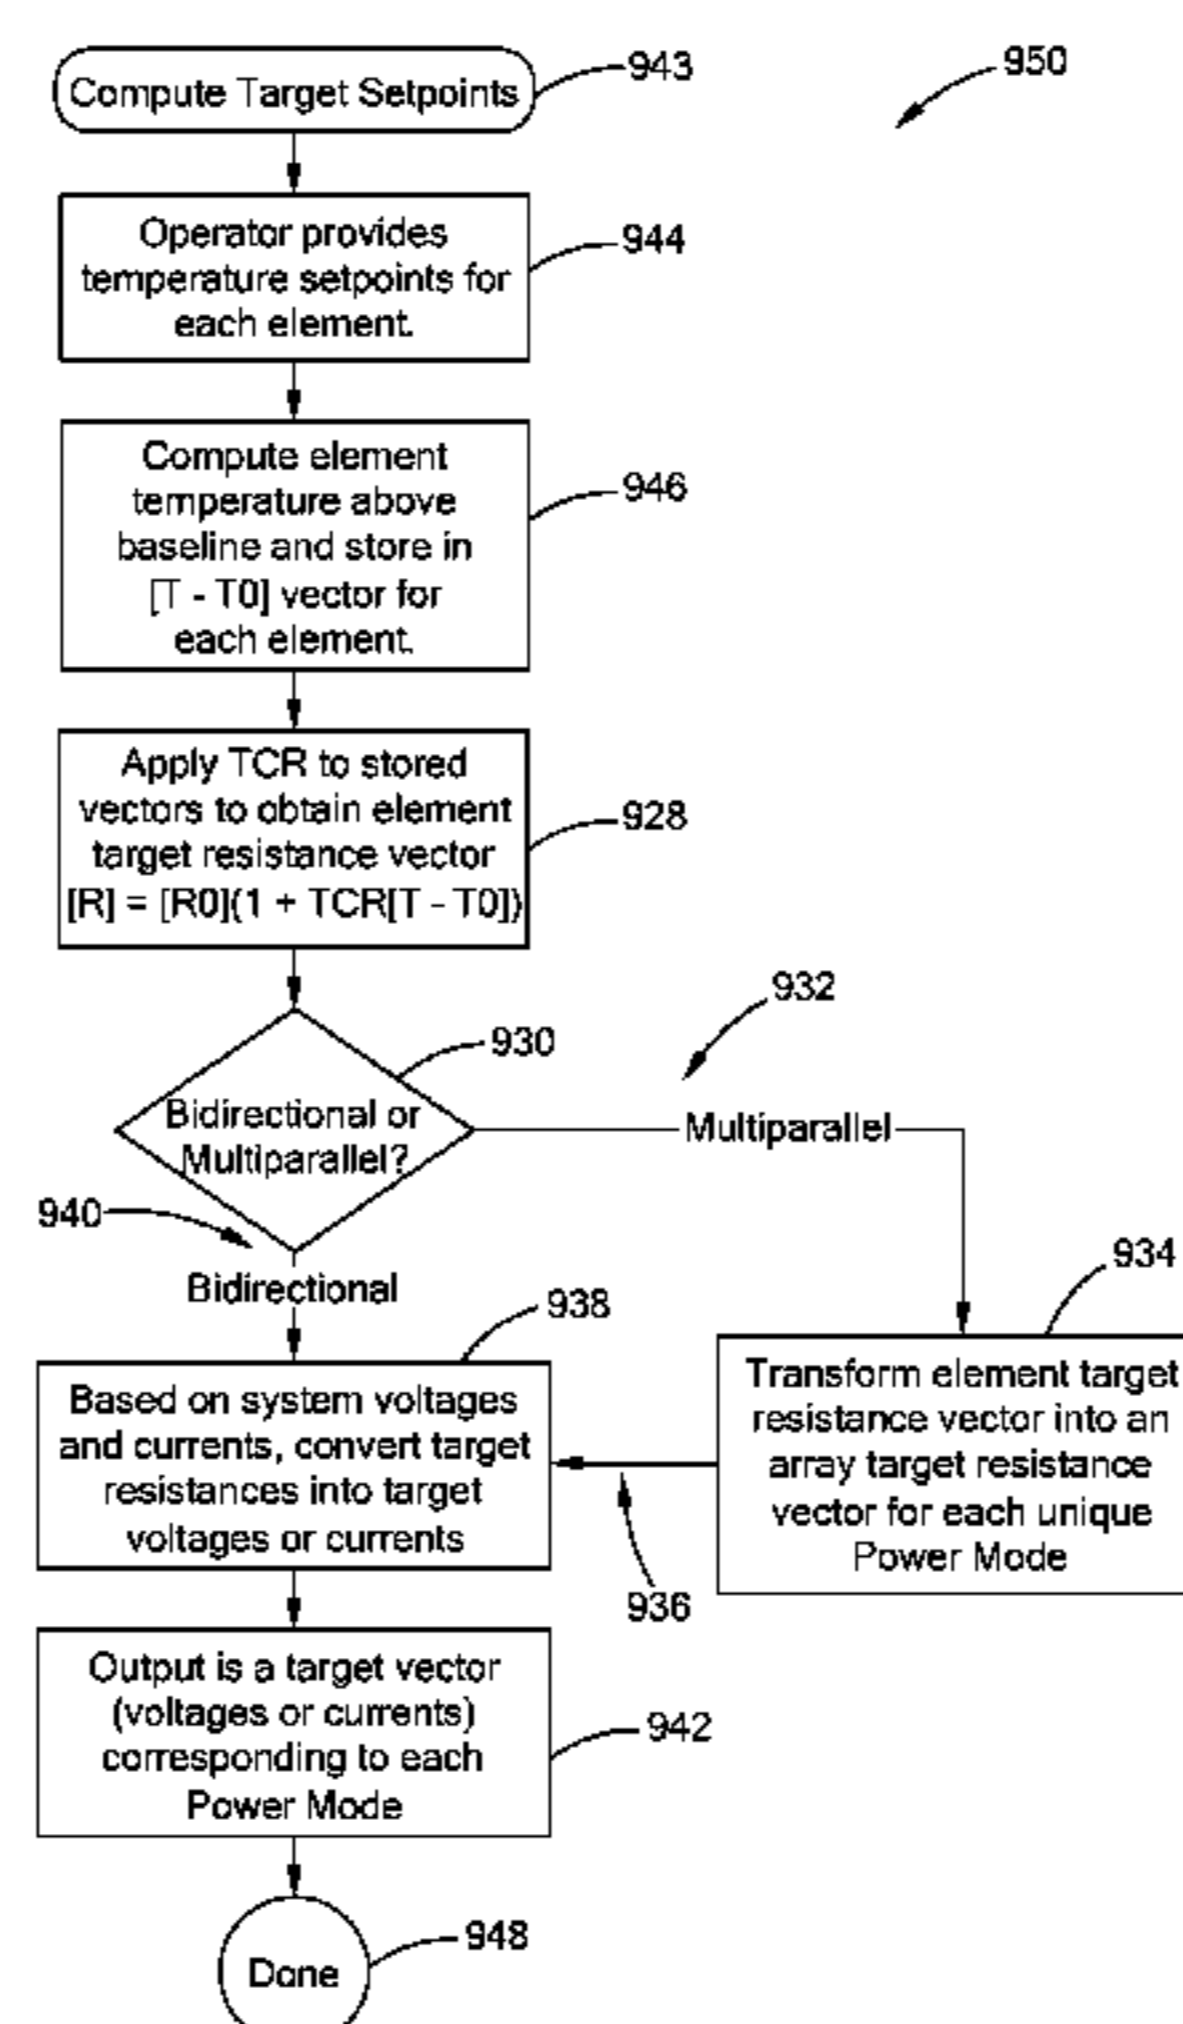 Compute Target Setpoints
943
950
Operator provides
temperature setpoints for
each element.
944
Compute element
temperature above
baseline and store in
[T - T0] vector for
each element.
946
Apply TCR to stored
vectors to obtain element
target resistance vector
[R] = [R0](1 + TCR[T - T0])
928
932
930
Bidirectional or
Multiparallel?
Multiparallel
940
Bidirectional
934
938
Based on system voltages
and currents, convert target
resistances into target
voltages or currents
Transform element target
resistance vector into an
array target resistance
vector for each unique
Power Mode
936
Output is a target vector
(voltages or currents)
corresponding to each
Power Mode
942
Done
948